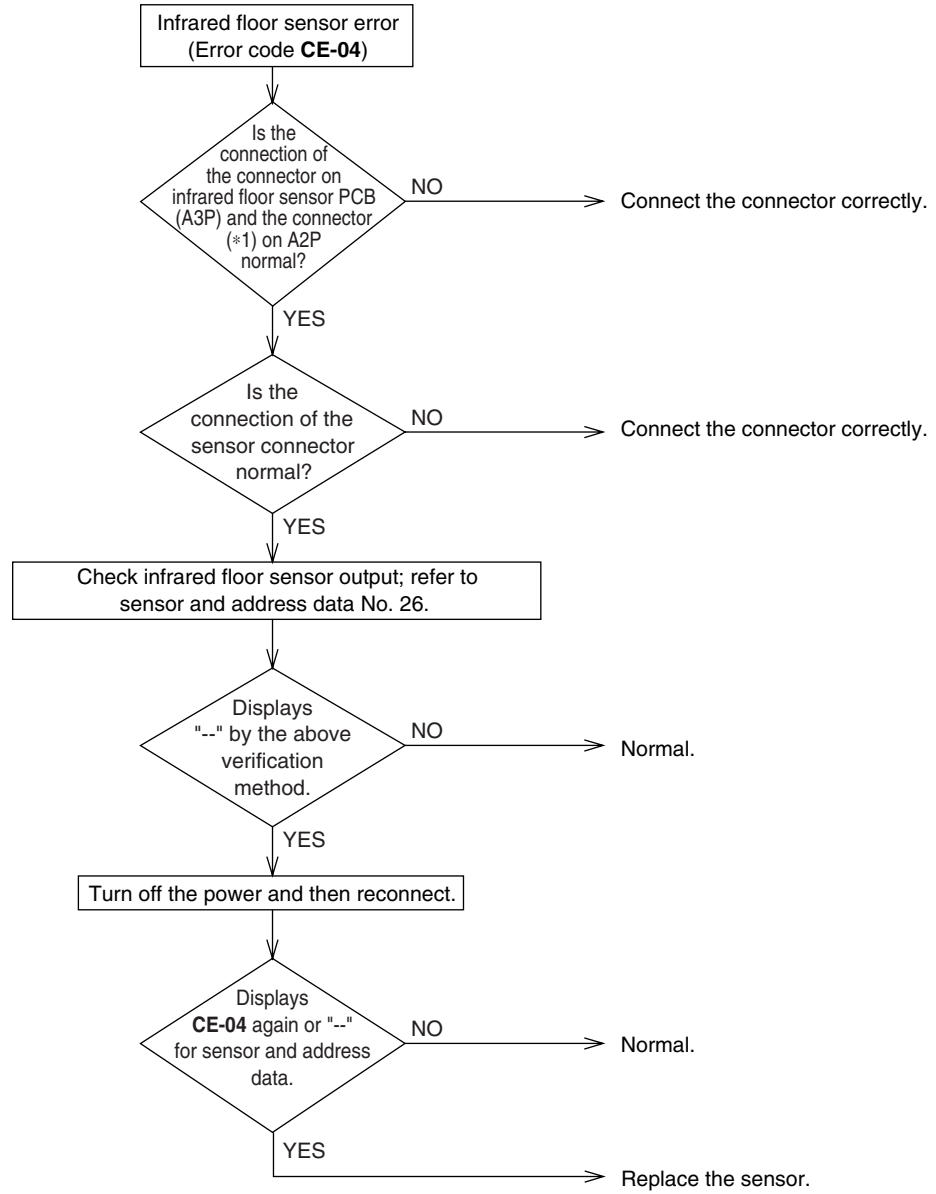 Infrared floor sensor error
(Error code CE-04)
Is the
connection of
the connector on
infrared floor sensor PCB
(A3P) and the connector
(*1) on A2P
normal?
NO
Connect the connector correctly.
YES
Is the
connection of the
sensor connector
normal?
NO
Connect the connector correctly.
YES
Check infrared floor sensor output; refer to
sensor and address data No. 26.
Displays
"--" by the above
verification
method.
NO
Normal.
YES
Turn off the power and then reconnect.
Displays
CE-04 again or "--"
for sensor and address
data.
NO
Normal.
YES
Replace the sensor.